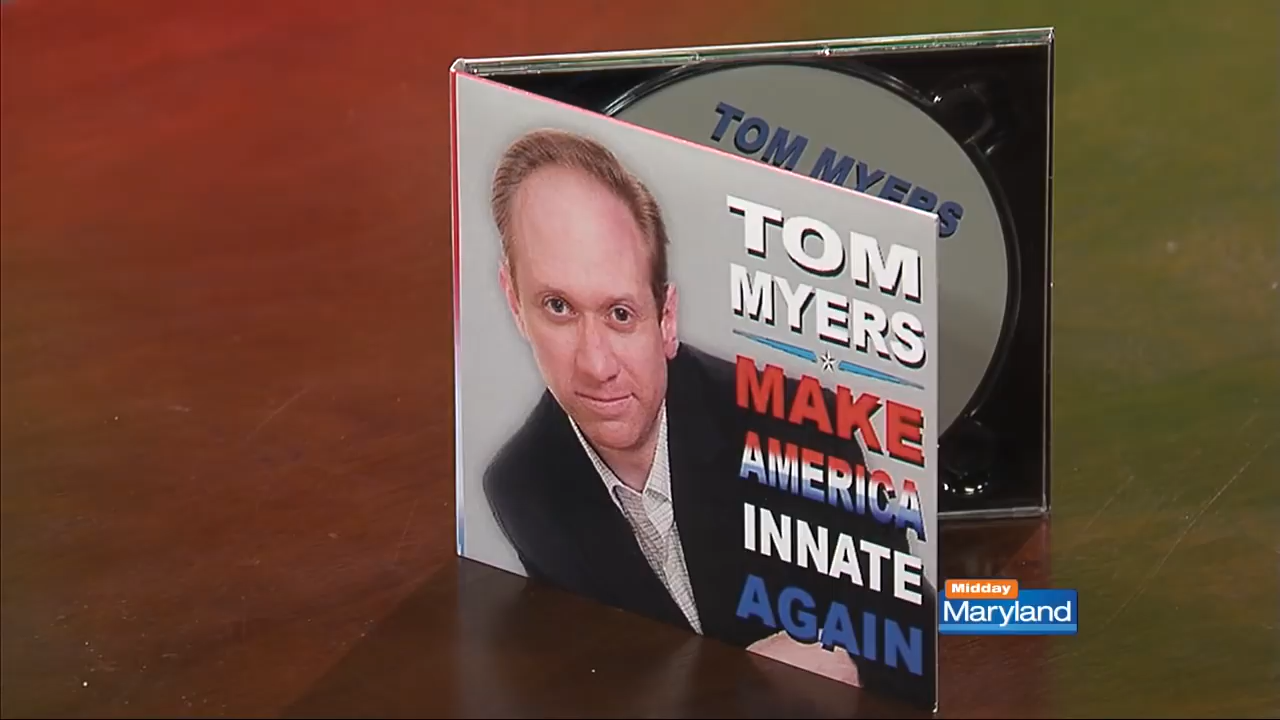 TOM MYERS
TOM
MYERS
MAKE
AMERICA
INNATE
AGAIN
Midday
Maryland